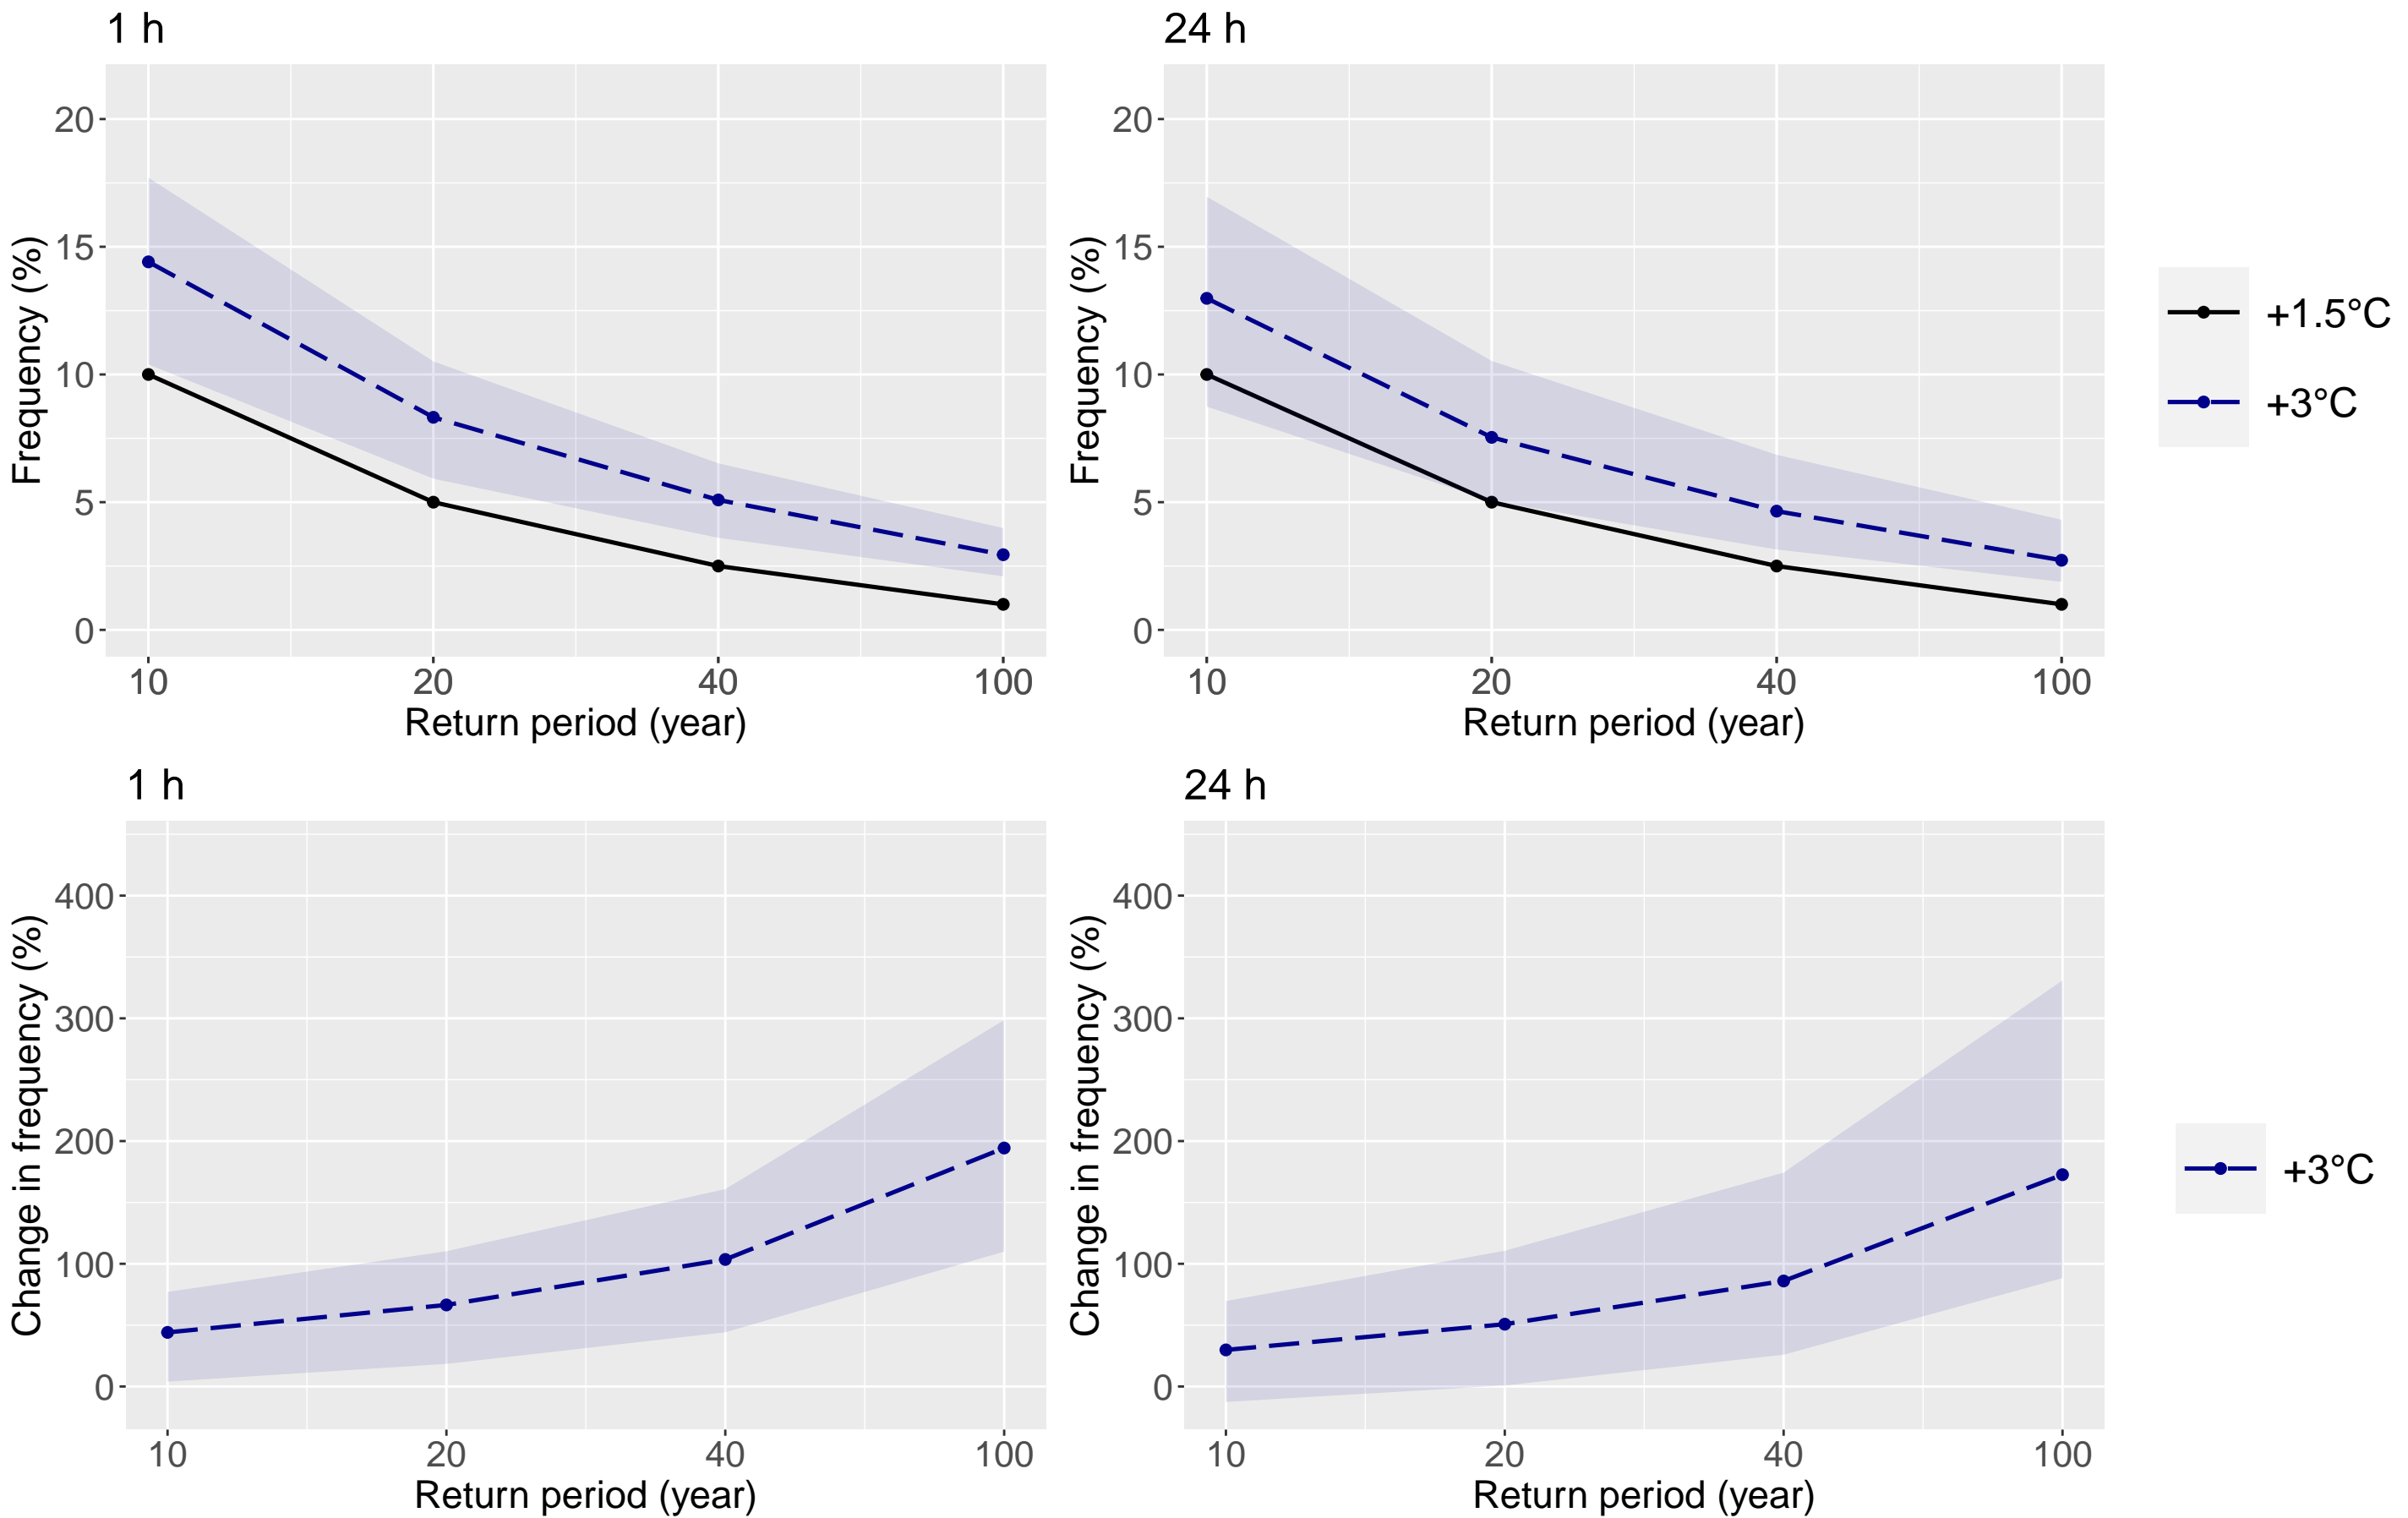 1 h
24 h
Frequency (%)
20
15
10
5
0
10 20 40 100
Return period (year)
Frequency (%)
20
15
10
5
0
10 20 40 100
Return period (year)
+1.5°C
+3°C
1 h
24 h
Change in frequency (%)
400
300
200
100
0
10 20 40 100
Return period (year)
Change in frequency (%)
400
300
200
100
0
10 20 40 100
Return period (year)
+3°C